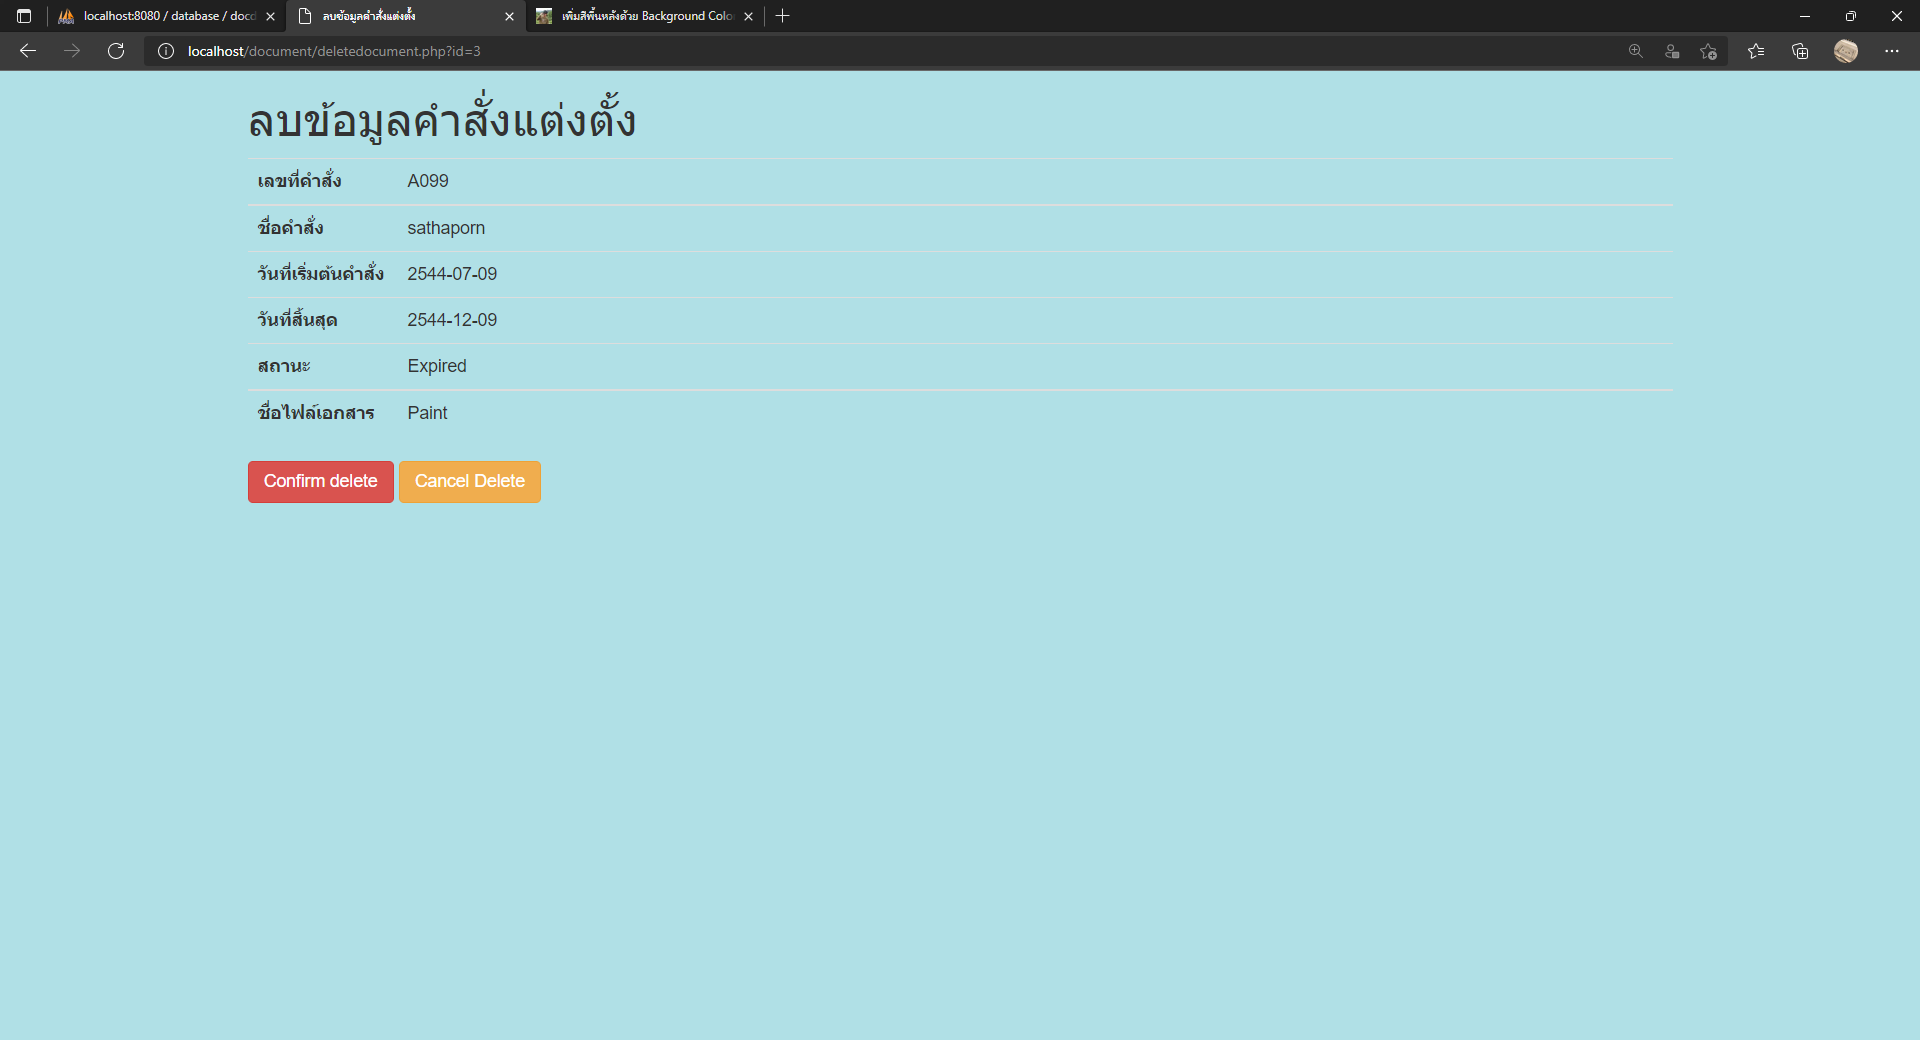 localhost:8080 / database / docd
ลบข้อมูลคำสั่งแต่งตั้ง
เพิ่มสีพื้นหลังด้วย Background Color
localhost/document/deletedocument.php?id=3
ลบข้อมูลคำสั่งแต่งตั้ง
เลขที่คำสั่ง A099
ชื่อคำสั่ง sathaporn
วันที่เริ่มต้นคำสั่ง 2544-07-09
วันที่สิ้นสุด 2544-12-09
สถานะ Expired
ชื่อไฟล์เอกสาร Paint
Confirm delete Cancel Delete